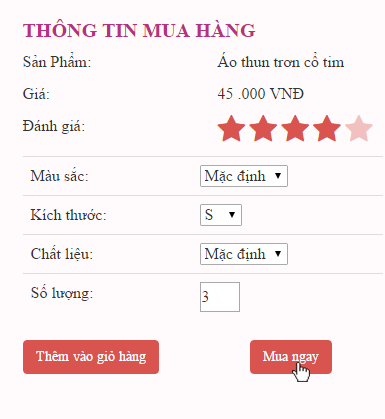 THÔNG TIN MUA HÀNG
Sản Phẩm: Áo thun trơn cổ tim
Giá: 45 .000 VNĐ
Đánh giá:
Màu sắc: Mặc định
Kích thước: S
Chất liệu: Mặc định
Số lượng: 3
Thêm vào giỏ hàng Mua ngay